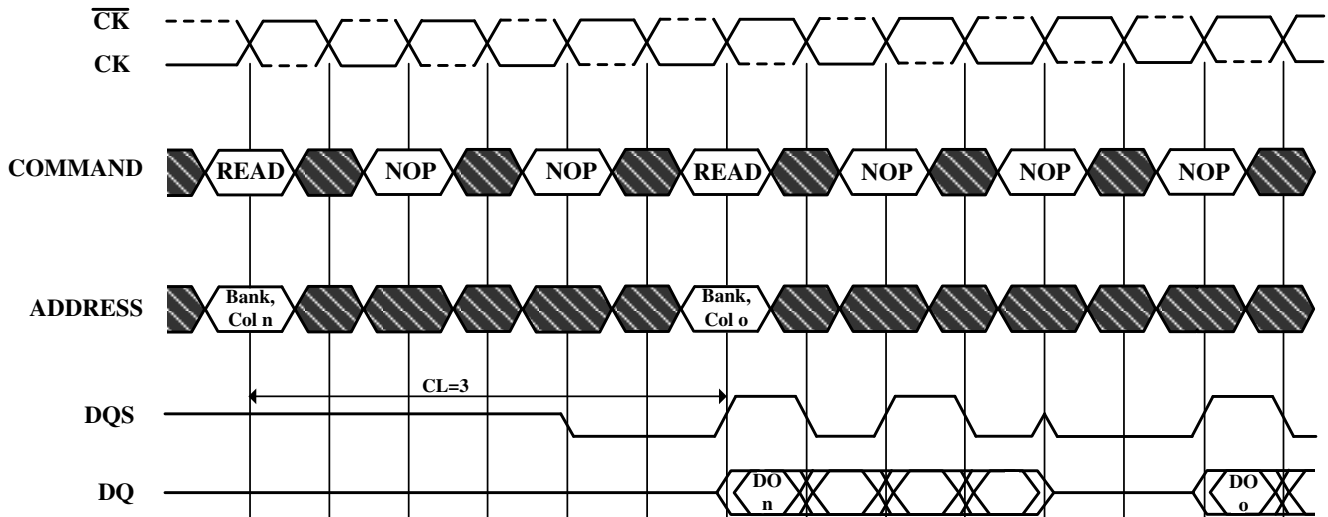 CK
CK
COMMAND READ NOP NOP READ NOP NOP NOP
ADDRESS Bank, Col n Bank, Col o
CL=3
DQS
DQ DO n DO o